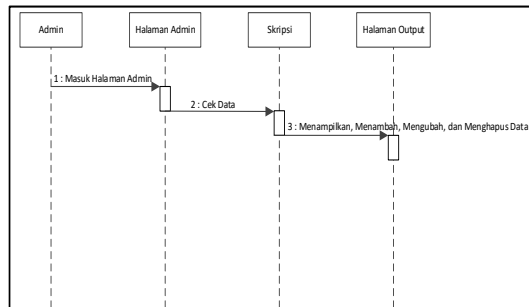 Admin
Halaman Admin
Skripsi
Halaman Output
1 : Masuk Halaman Admin
2 : Cek Data
3 : Menampilkan, Menambah, Mengubah, dan Menghapus Data